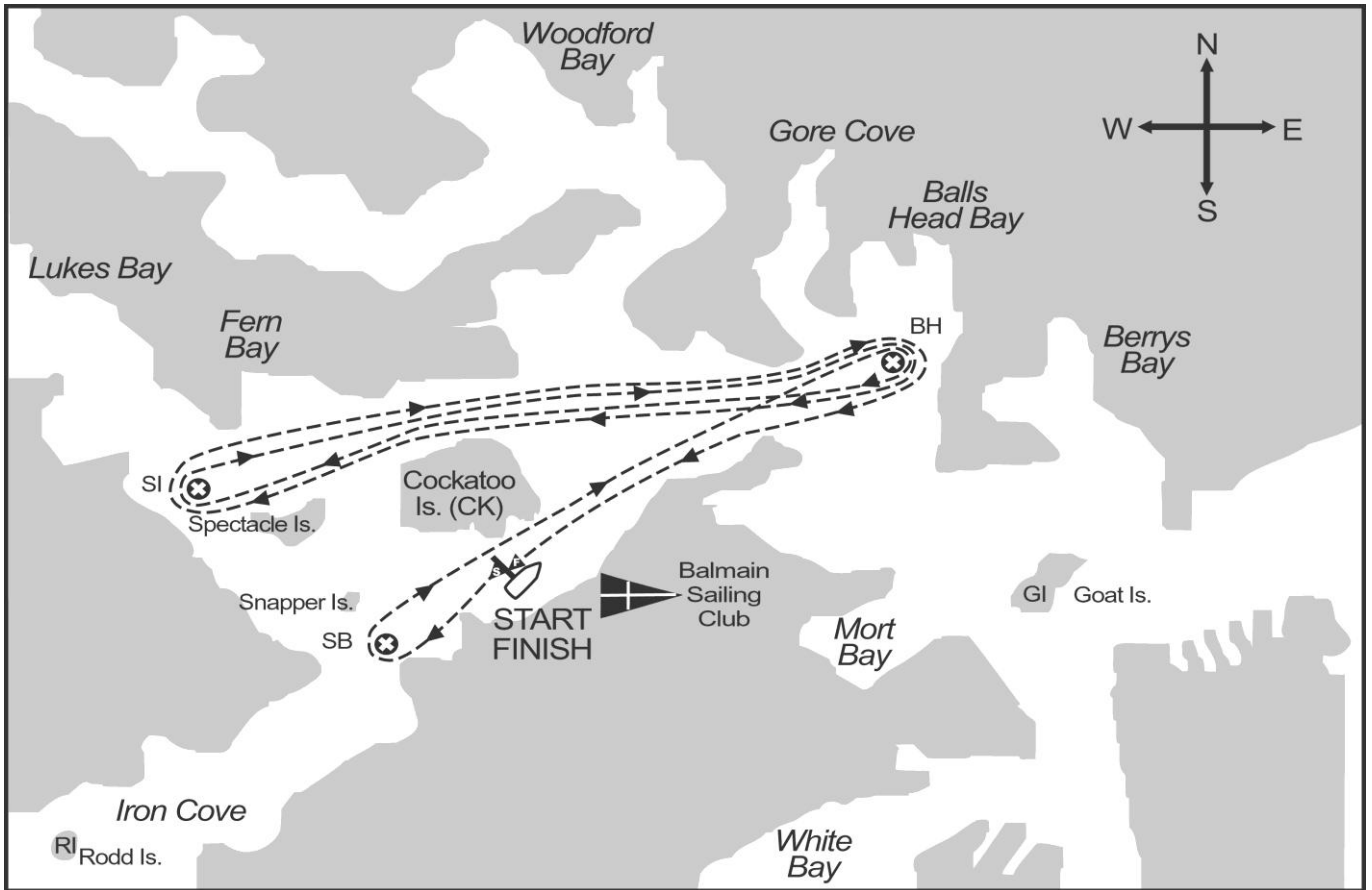 Woodford
Bay
N
W
E
S
Gore Cove
Balls
Head Bay
Lukes Bay
Fern
Bay
BH
Berrys
Bay
SI
Cockatoo
Is. (CK)
Spectacle Is.
S
F
Balmain
Sailing
Club
GI
Goat Is.
Snapper Is.
START
FINISH
SB
Mort
Bay
Iron Cove
RI
Rodd Is.
White
Bay